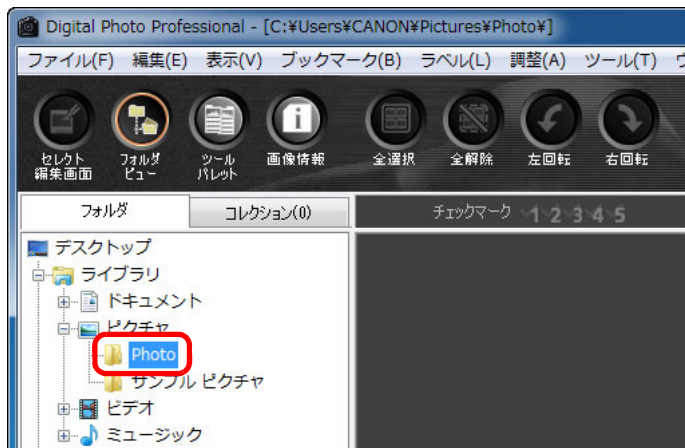 Digital Photo Professional - [C:¥Users¥CANON¥Pictures¥Photo¥]
ファイル(F) 編集(E) 表示(V) ブックマーク(B) ラベル(L) 調整(A) ツール(T) ウ
セレクト
編集画面
フォルダ
ビュー
ツール
パレット
画像情報
全選択
全解除
左回転
右回転
フォルダ
コレクション(0)
チェックマーク 1 2 3 4 5
デスクトップ
ライブラリ
ドキュメント
ピクチャ
Photo
サンプル ピクチャ
ビデオ
ミュージック